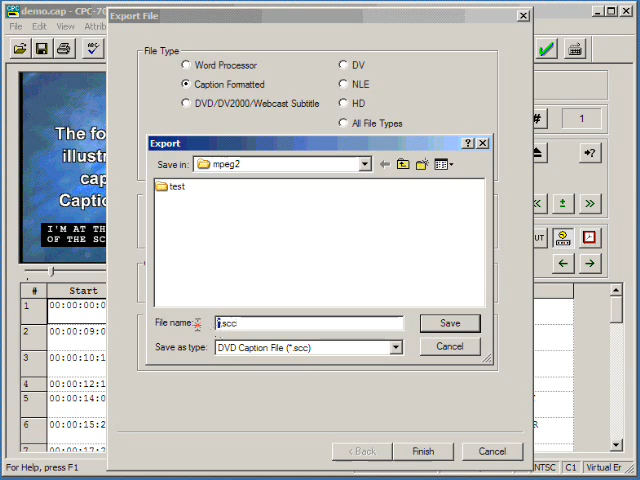 demo.cap - CPC-70
Export File
File Edit View Attrib
File Type
Word Processor
DV
Caption Formatted
NLE
DVD/DV2000/Webcast Subtitle
HD
All File Types
# 1
The fo
illustr
cap
Captio
I'M AT TH
OF THE SC
Export
Save in: mpeg2
test
File name: .scc
Save
Save as type: DVD Caption File (*.scc)
Cancel
# Start
1 00:00:00:0
2 00:00:09:0
3 00:00:10:1
4 00:00:12:1
5 00:00:14:0
6 00:00:15:2
7 00:00:17:2
< Back
Finish
Cancel
For Help, press F1
NTSC C1 Virtual Er